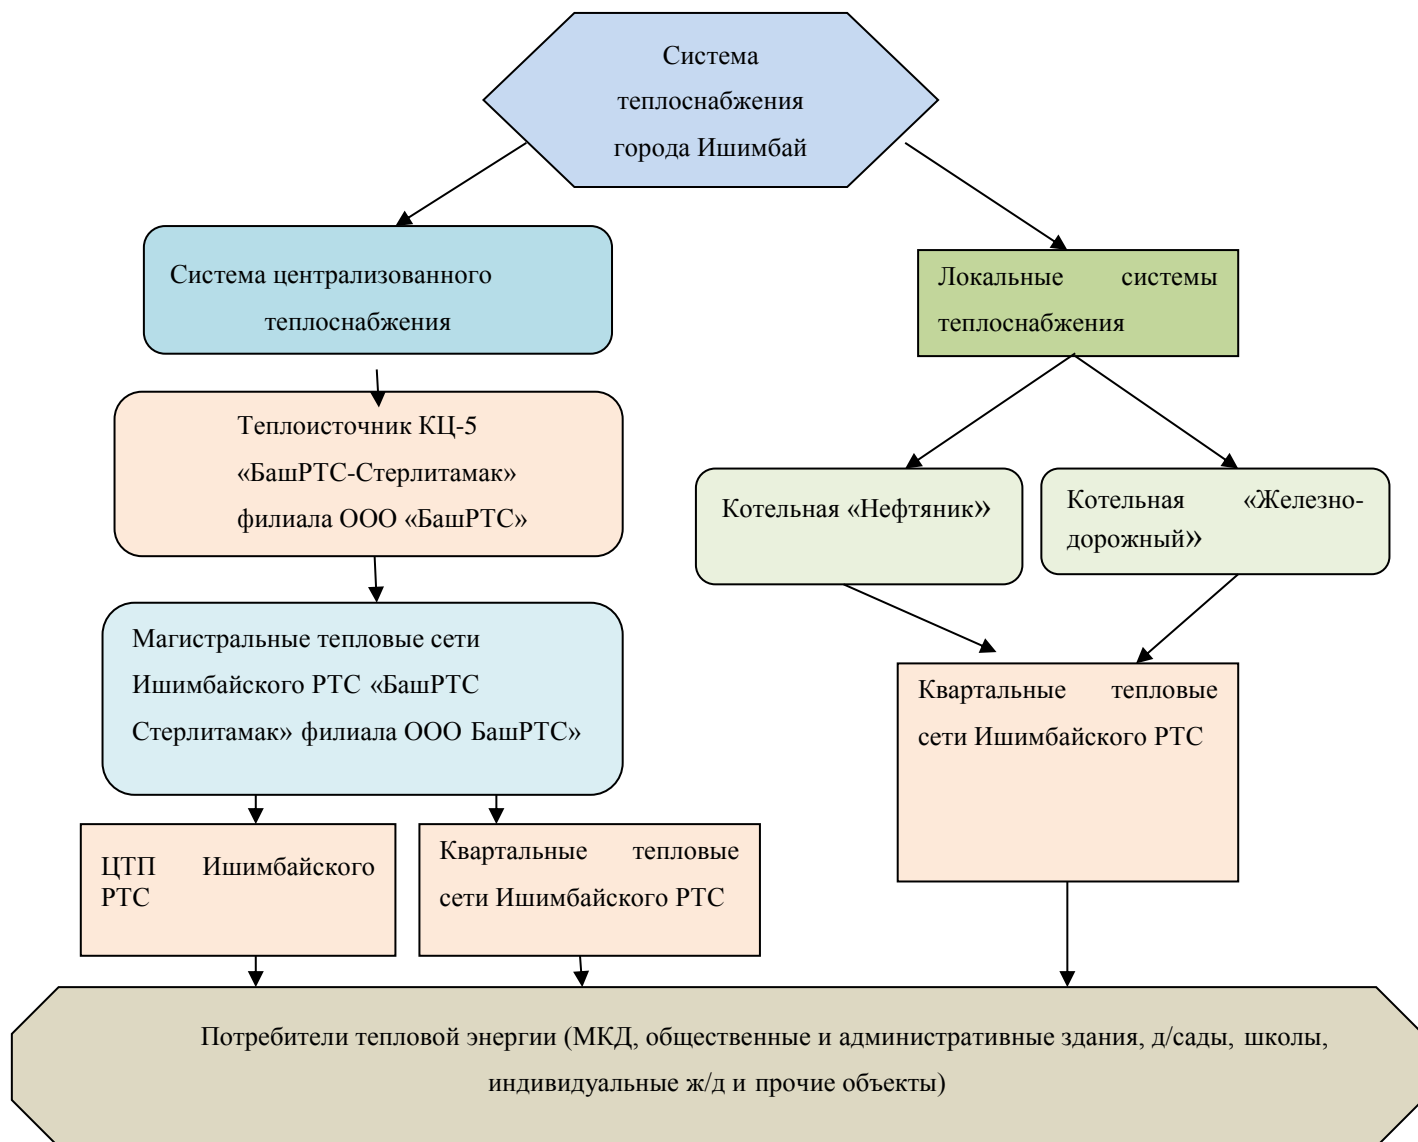 Система
теплоснабжения
города Ишимбай
Система централизованного
теплоснабжения
Локальные системы
теплоснабжения
Теплоисточник КЦ-5
«БашРТС-Стерлитамак»
филиала ООО «БашРТС»
Котельная «Нефтяник»
Котельная «Железно-
дорожный»
Магистральные тепловые сети
Ишимбайского РТС «БашРТС
Стерлитамак» филиала ООО БашРТС»
Квартальные тепловые
сети Ишимбайского РТС
ЦТП Ишимбайского
РТС
Квартальные тепловые
сети Ишимбайского РТС
Потребители тепловой энергии (МКД, общественные и административные здания, д/сады, школы,
индивидуальные ж/д и прочие объекты)